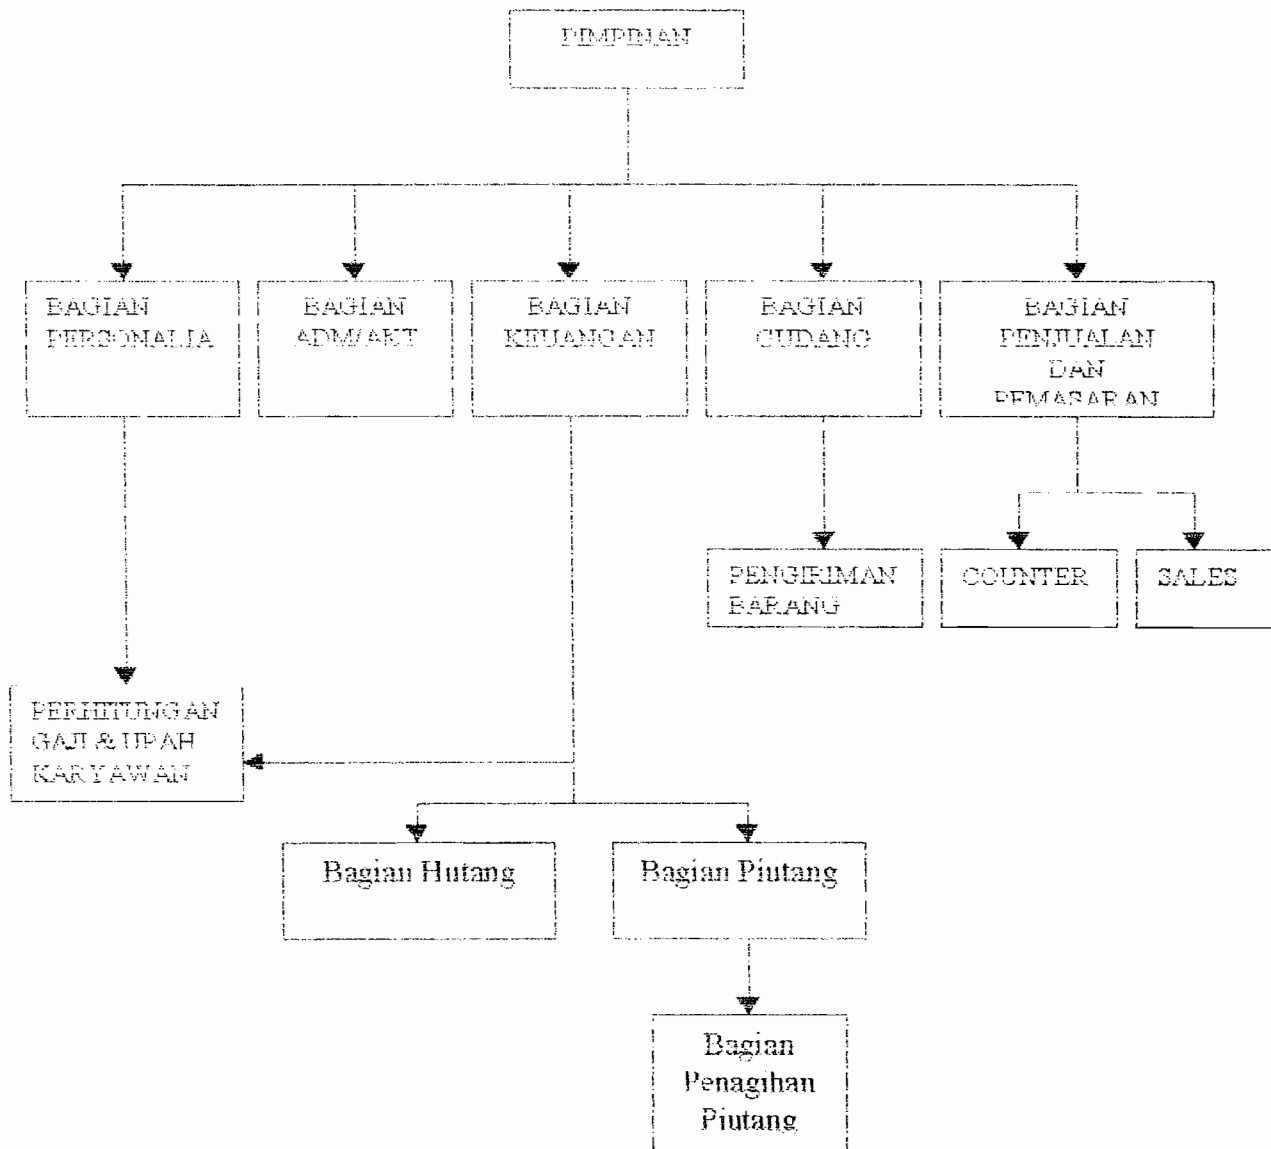 PIMPINAN
BAGIAN
PERSONALIA
BAGIAN
ADM/AKT
BAGIAN
KEUANGAN
BAGIAN
GUDANG
BAGIAN
PENJUALAN
DAN
PEMASARAN
PENGIRIMAN
BARANG
COUNTER
SALES
PERHITUNGAN
GAJI & UPAH
KARYAWAN
Bagian Hutang
Bagian Piutang
Bagian
Penagihan
Piutang